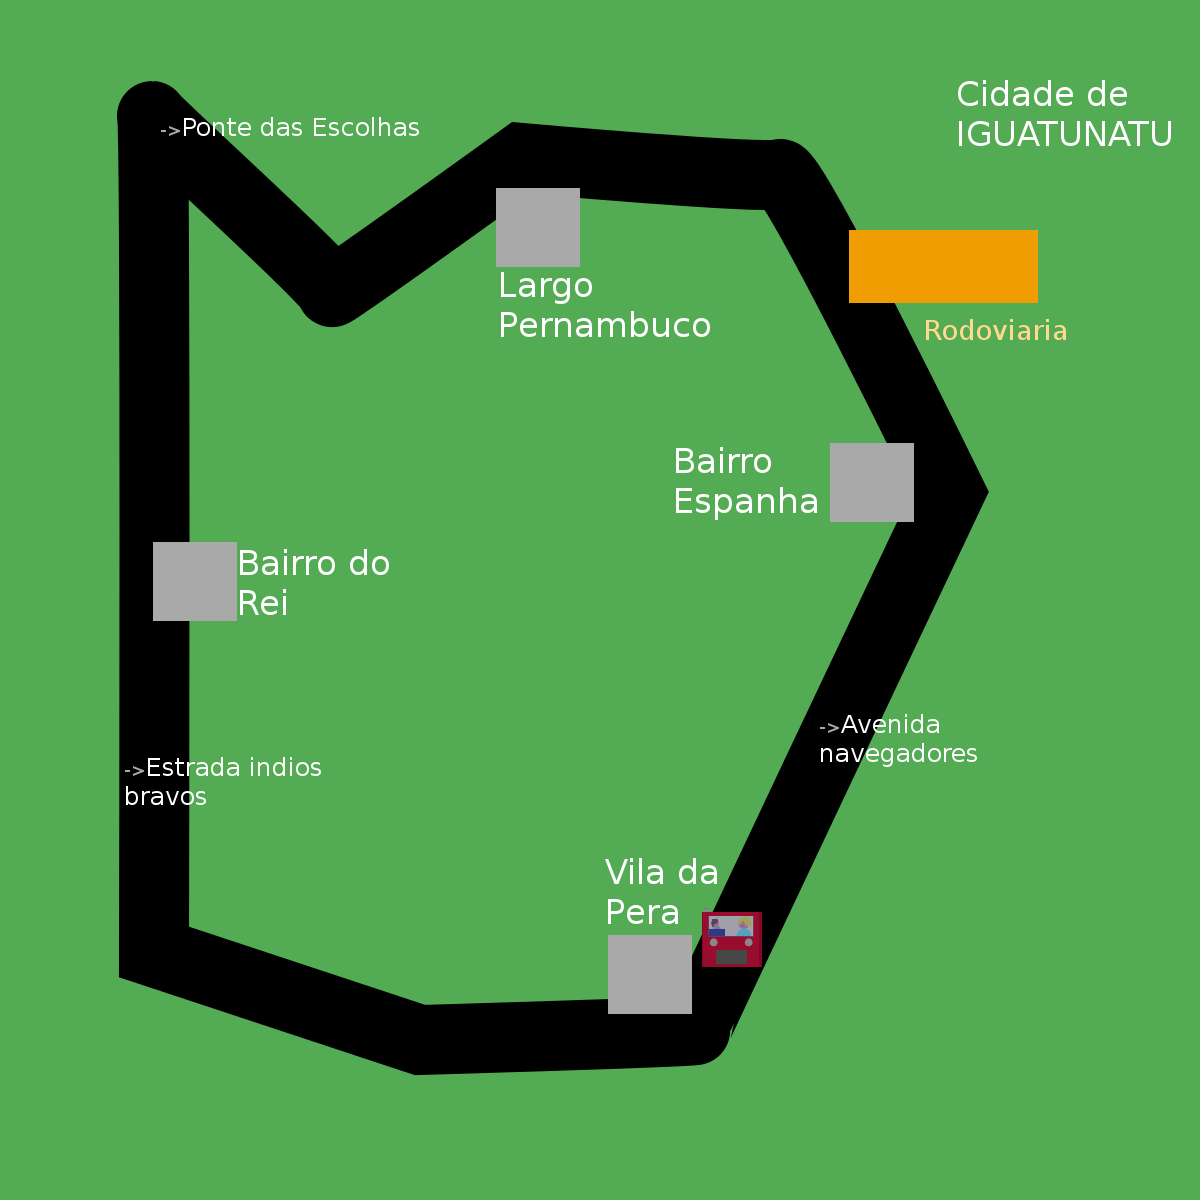 Cidade de
IGUATUNATU
->Ponte das Escolhas
Largo
Pernambuco
Rodoviaria
Bairro
Espanha
Bairro do
Rei
->Avenida
navegadores
->Estrada indios
bravos
Vila da
Pera